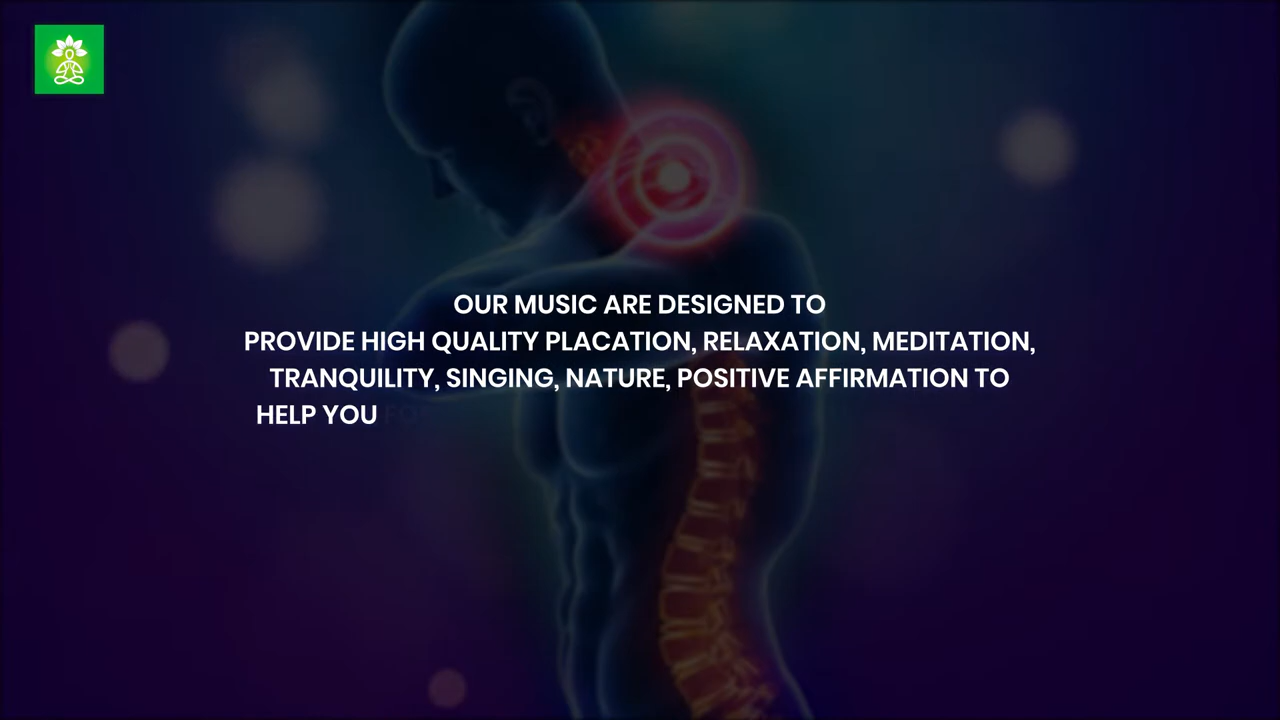 OUR MUSIC ARE DESIGNED TO
PROVIDE HIGH QUALITY PLACATION, RELAXATION, MEDITATION,
TRANQUILITY, SINGING, NATURE, POSITIVE AFFIRMATION TO
HELP YOU